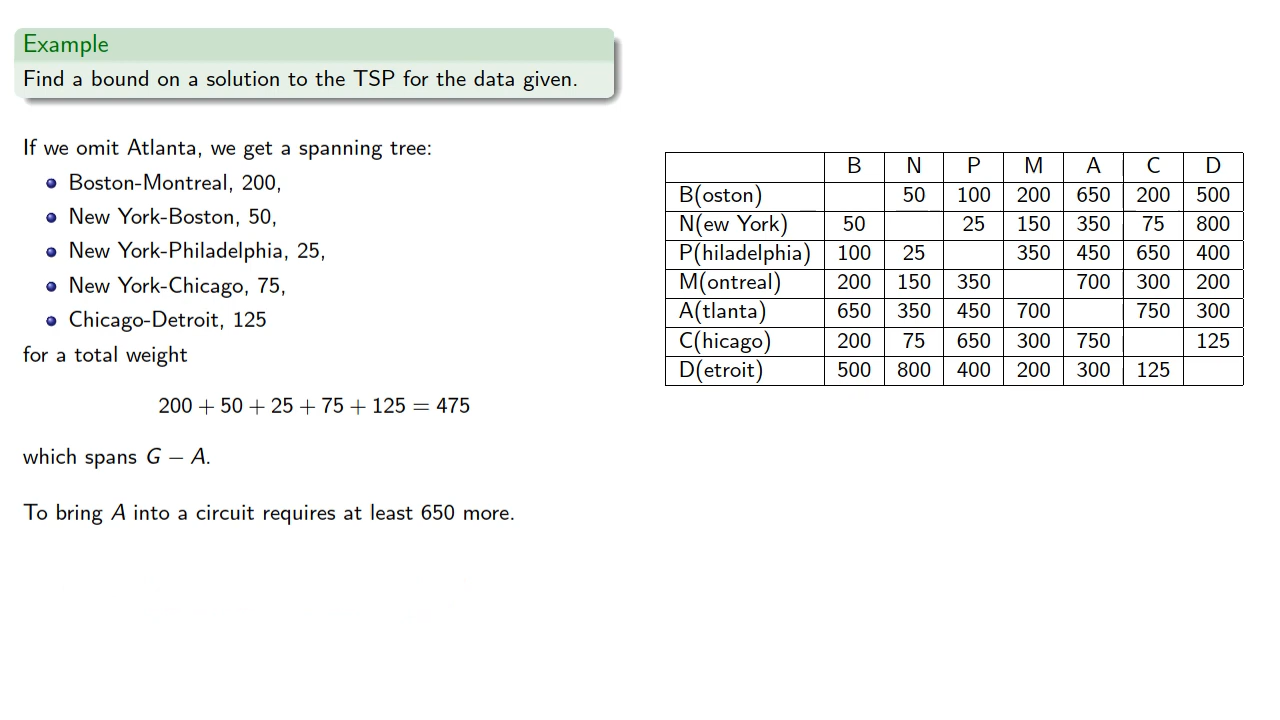 Example
Find a bound on a solution to the TSP for the data given.
If we omit Atlanta, we get a spanning tree:
Boston-Montreal, 200,
New York-Boston, 50,
New York-Philadelphia, 25,
New York-Chicago, 75,
Chicago-Detroit, 125
for a total weight
200 + 50 + 25 + 75 + 125 = 475
which spans G − A.
To bring A into a circuit requires at least 650 more.
B N P M A C D
B(oston) 50 100 200 650 200 500
N(ew York) 50 25 150 350 75 800
P(hiladelphia) 100 25 350 450 650 400
M(ontreal) 200 150 350 700 300 200
A(tlanta) 650 350 450 700 750 300
C(hicago) 200 75 650 300 750 125
D(etroit) 500 800 400 200 300 125